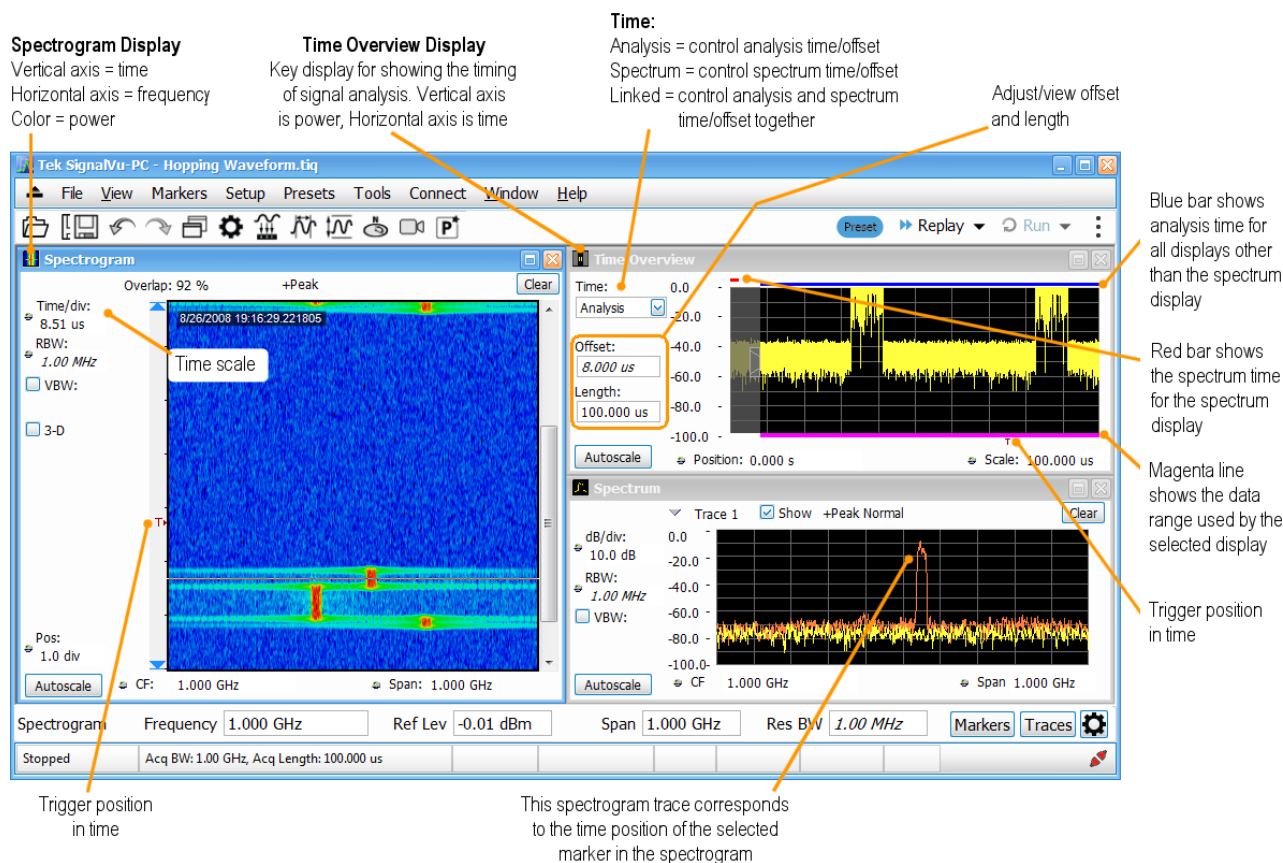 Time:
Analysis = control analysis time/offset
Spectrum = control spectrum time/offset
Linked = control analysis and spectrum
time/offset together
Spectrogram Display
Vertical axis = time
Horizontal axis = frequency
Color = power
Time Overview Display
Key display for showing the timing
of signal analysis. Vertical axis
is power, Horizontal axis is time
Adjust/view offset
and length
Tek SignalVu-PC - Hopping Waveform.tiq
File View Markers Setup Presets Tools Connect Window Help
P* Preset Replay Run
Spectrogram
Overlap: 92 % +Peak Clear
Time/div:
8.51 us
RBW:
1.00 MHz
VBW:
3-D
8/26/2008 19:16:29.221805
Time scale
T
Pos:
1.0 div
Autoscale CF: 1.000 GHz Span: 1.000 GHz
Time Overview
Time:
Analysis
Offset:
8.000 us
Length:
100.000 us
0.0
-20.0
-40.0
-60.0
-80.0
-100.0
T
Autoscale Position: 0.000 s Scale: 100.000 us
Spectrum
Trace 1 Show +Peak Normal Clear
dB/div:
10.0 dB
RBW:
1.00 MHz
VBW:
0.0
-20.0
-40.0
-60.0
-80.0
-100.0
Autoscale CF 1.000 GHz Span 1.000 GHz
Spectrogram Frequency 1.000 GHz Ref Lev -0.01 dBm Span 1.000 GHz Res BW 1.00 MHz Markers Traces
Stopped Acq BW: 1.00 GHz, Acq Length: 100.000 us
Blue bar shows
analysis time for
all displays other
than the spectrum
display
Red bar shows
the spectrum time
for the spectrum
display
Magenta line
shows the data
range used by the
selected display
Trigger position
in time
Trigger position
in time
This spectrogram trace corresponds
to the time position of the selected
marker in the spectrogram